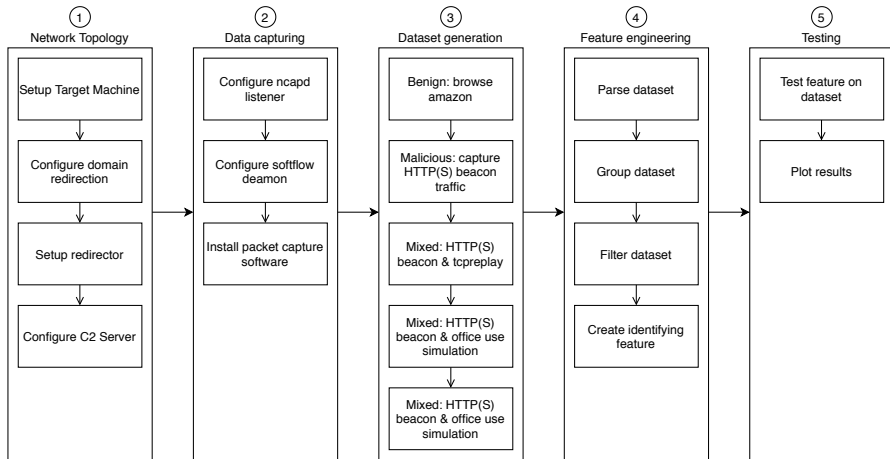 1
Network Topology
Setup Target Machine
Configure domain
redirection
Setup redirector
Configure C2 Server
2
Data capturing
Configure ncapd
listener
Configure softflow
deamon
Install packet capture
software
3
Dataset generation
Benign: browse
amazon
Malicious: capture
HTTP(S) beacon
traffic
Mixed: HTTP(S)
beacon & tcpreplay
Mixed: HTTP(S)
beacon & office use
simulation
Mixed: HTTP(S)
beacon & office use
simulation
4
Feature engineering
Parse dataset
Group dataset
Filter dataset
Create identifying
feature
5
Testing
Test feature on
dataset
Plot results